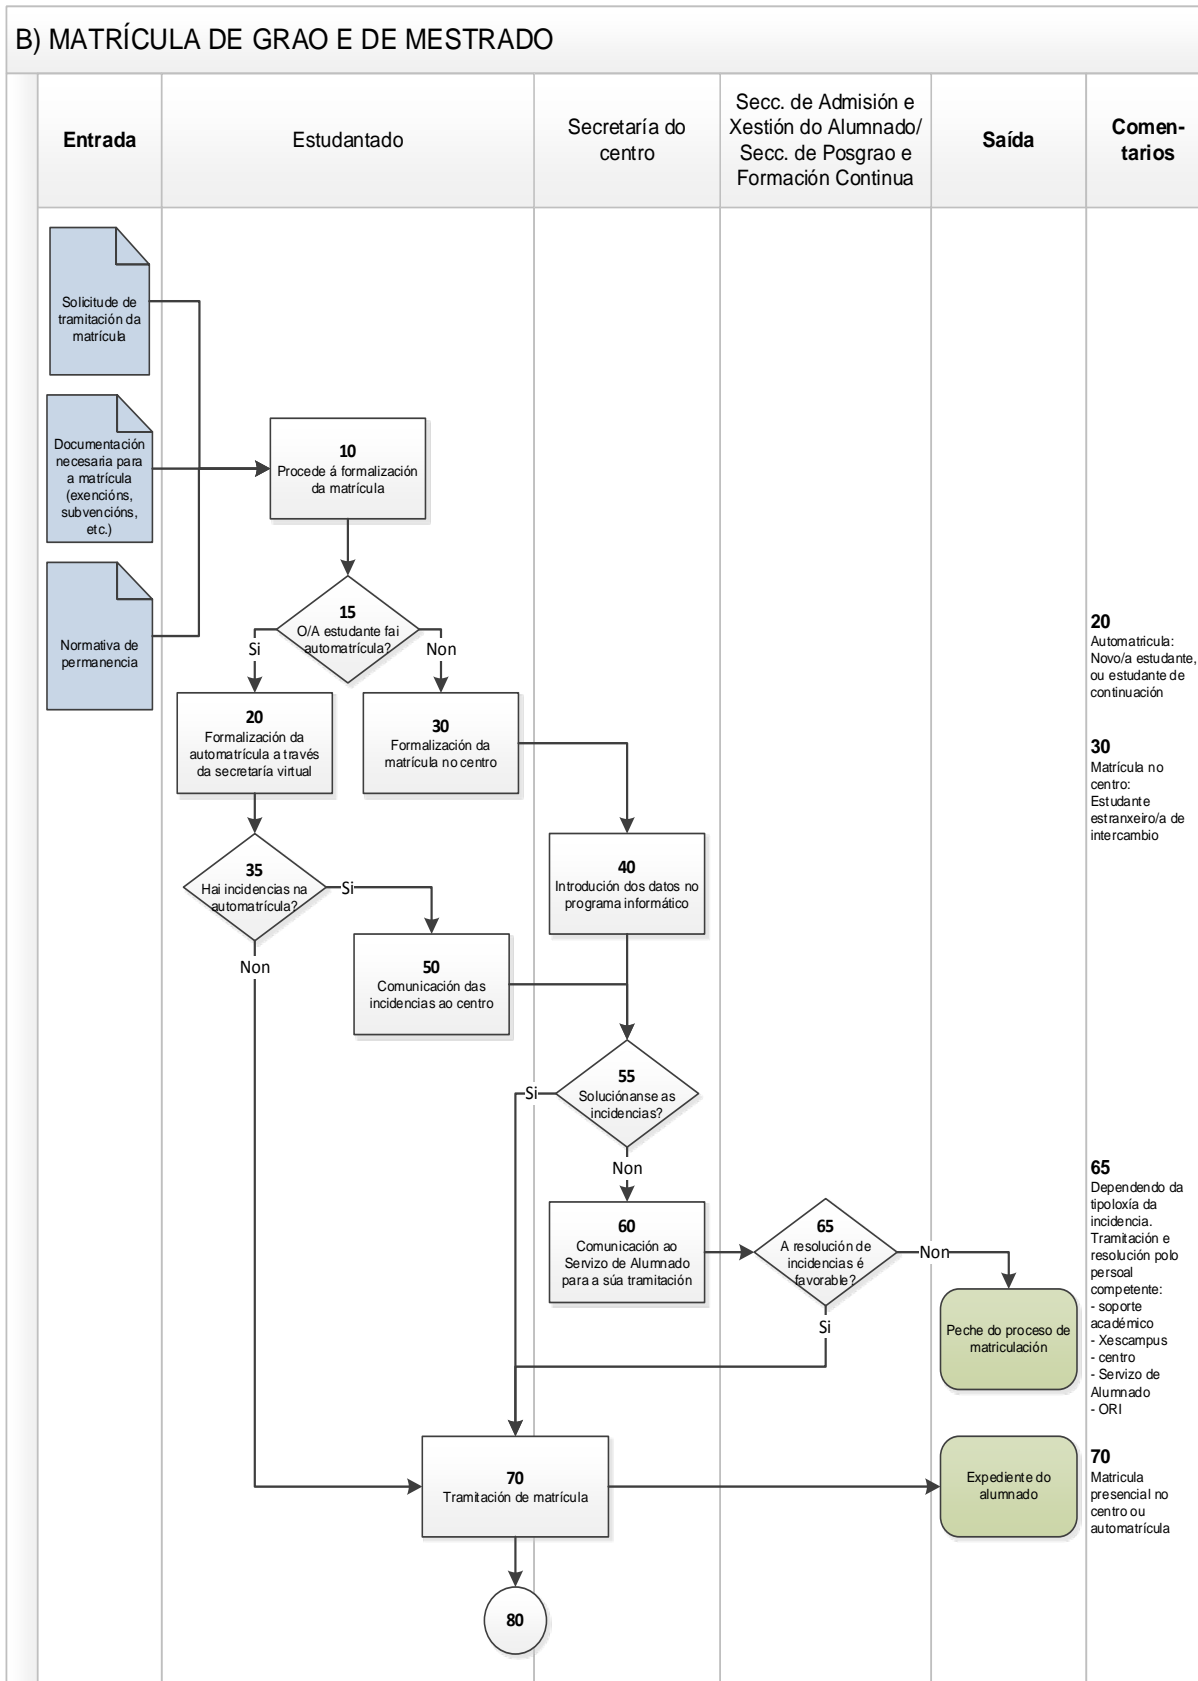 B) MATRÍCULA DE GRAO E DE MESTRADO
Entrada
Estudantado
Secretaría do
centro
Secc. de Admisión e
Xestión do Alumnado/
Secc. de Posgrao e
Formación Continua
Saída
Comen-
tarios
Solicitude de
tramitación da
matrícula
Documentación
necesaria para
a matrícula
(exencións,
subvencións,
etc.)
Normativa de
permanencia
10
Procede á formalización
da matrícula
15
O/A estudante fai
automatrícula?
Si
Non
20
Formalización da
automatrícula a través
da secretaría virtual
30
Formalización da
matrícula no centro
20
Automatricula:
Novo/a estudante,
ou estudante de
continuación
30
Matrícula no
centro:
Estudante
estranxeiro/a de
intercambio
35
Hai incidencias na
automatrícula?
Si
Non
40
Introdución dos datos no
programa informático
50
Comunicación das
incidencias ao centro
55
Soluciónanse as
incidencias?
Si
Non
60
Comunicación ao
Servizo de Alumnado
para a súa tramitación
65
A resolución de
incidencias é
favorable?
Non
Si
Peche do proceso de
matriculación
65
Dependendo da
tipoloxía da
incidencia.
Tramitación e
resolución polo
persoal
competente:
- soporte
académico
- Xescampus
- centro
- Servizo de
Alumnado
- ORI
70
Tramitación de matrícula
Expediente do
alumnado
70
Matricula
presencial no
centro ou
automatrícula
80